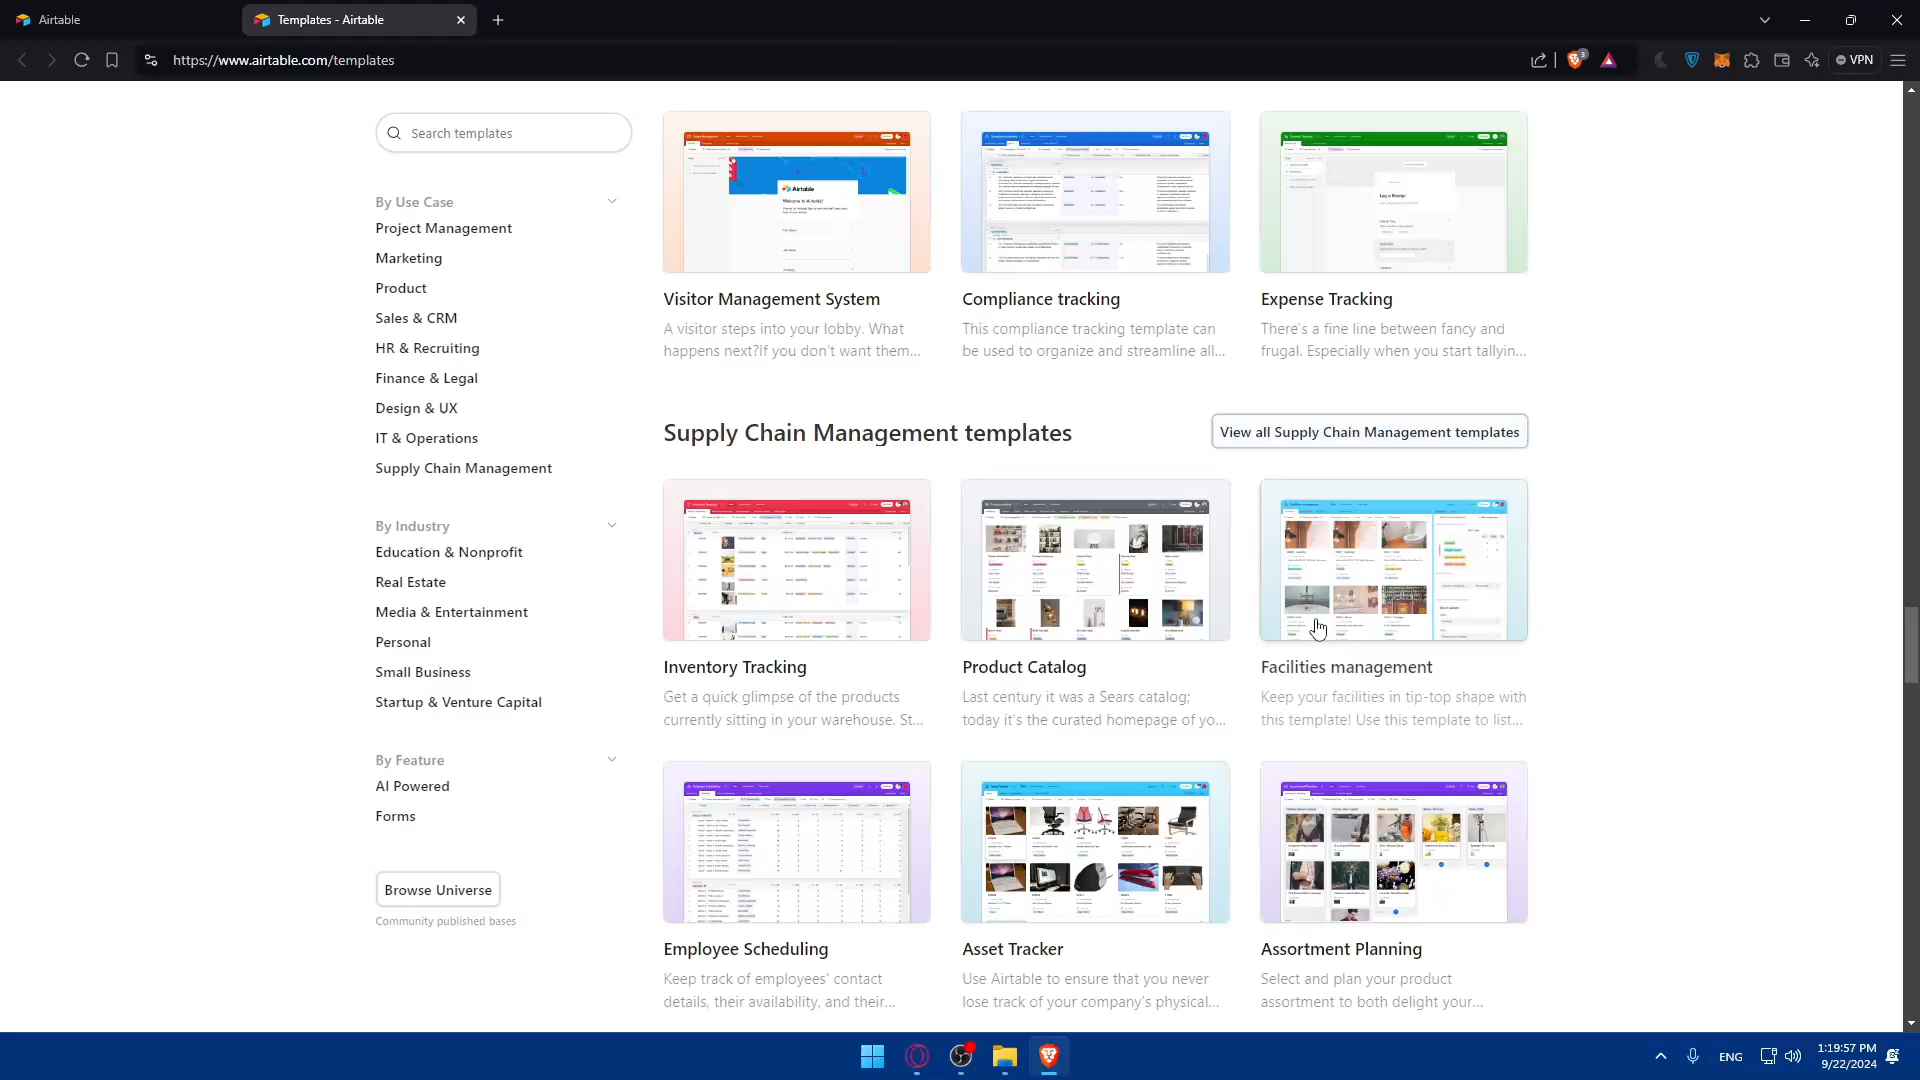 Airtable
Templates - Airtable
https://www.airtable.com/templates
3
VPN
Search templates
By Use Case
Project Management
Marketing
Product
Sales & CRM
HR & Recruiting
Finance & Legal
Design & UX
IT & Operations
Supply Chain Management
By Industry
Education & Nonprofit
Real Estate
Media & Entertainment
Personal
Small Business
Startup & Venture Capital
By Feature
AI Powered
Forms
Browse Universe
Community published bases
Airtable
Welcome to Airtable!
Visitor Management System
A visitor steps into your lobby. What
happens next?If you don't want them...
Compliance tracking
This compliance tracking template can
be used to organize and streamline all...
Log a Receipt
Expense Tracking
There's a fine line between fancy and
frugal. Especially when you start tallyin...
Supply Chain Management templates
View all Supply Chain Management templates
Inventory Tracking
Get a quick glimpse of the products
currently sitting in your warehouse. St...
Product Catalog
Last century it was a Sears catalog;
today it's the curated homepage of yo...
Facilities management
Keep your facilities in tip-top shape with
this template! Use this template to list...
Employee Scheduling
Keep track of employees' contact
details, their availability, and their...
Asset Tracker
Use Airtable to ensure that you never
lose track of your company's physical...
Assortment Planning
Select and plan your product
assortment to both delight your...
ENG
1:19:57 PM
9/22/2024